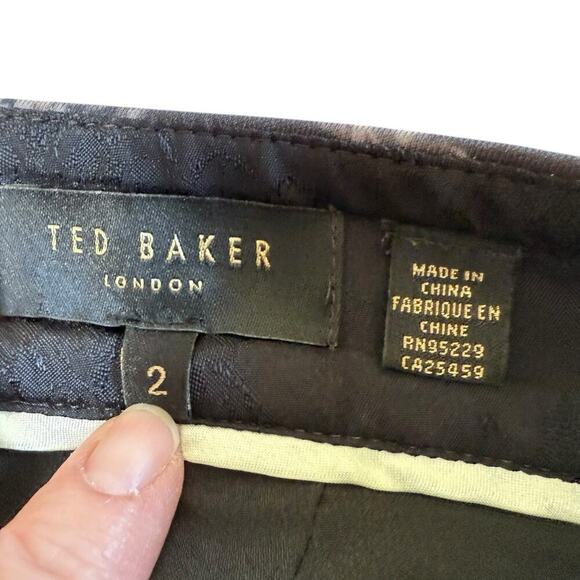 TED BAKER
LONDON
2
MADE IN
CHINA
FABRIQUE EN
CHINE
RN95229
CA25459